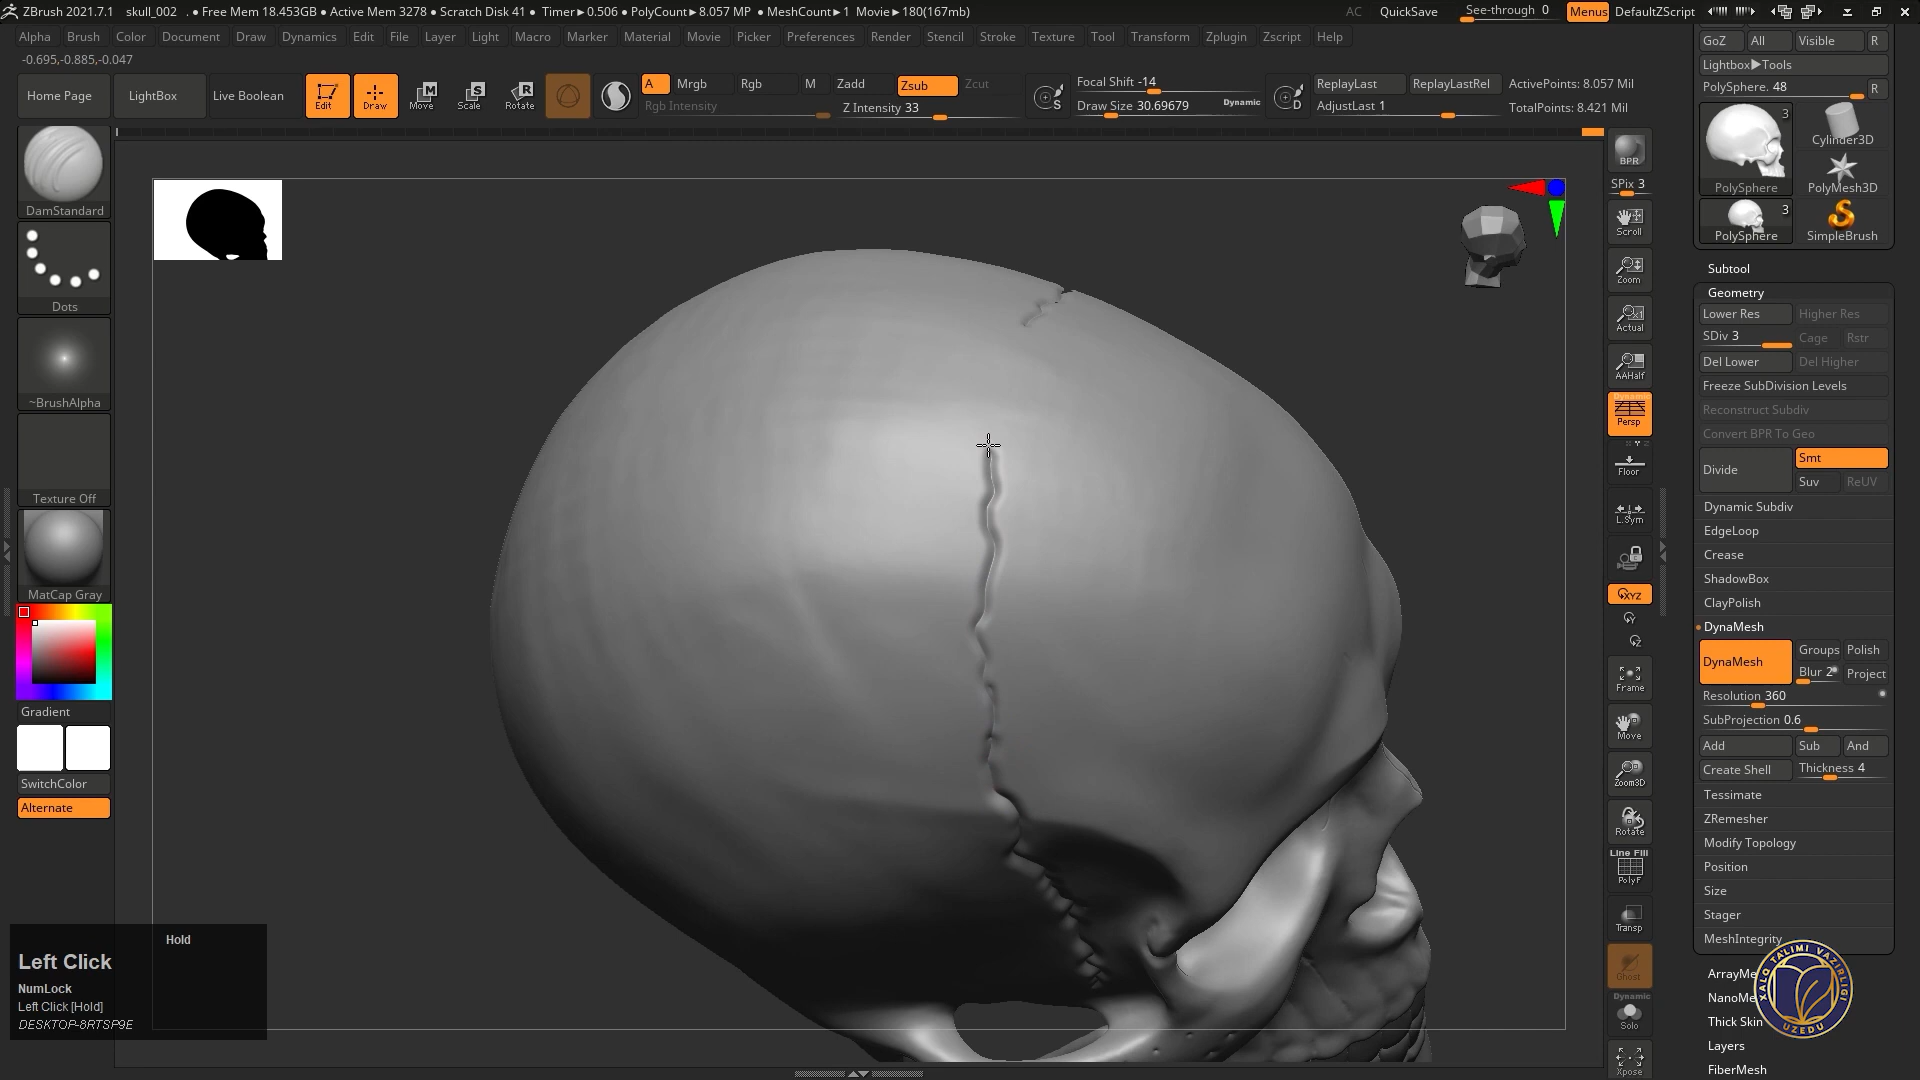 ZBrush 2021.7.1 skull_002 . ● Free Mem 18.453GB ● Active Mem 3278 ● Scratch Disk 41 ● Timer►0.506 ● PolyCount►8.057 MP ● MeshCount►1 Movie►180(167mb)
AC QuickSave See-through 0 Menus DefaultZScript
Alpha Brush Color Document Draw Dynamics Edit File Layer Light Macro Marker Material Movie Picker Preferences Render Stencil Stroke Texture Tool Transform Zplugin Zscript Help
-0.695,-0.885,-0.047
Home Page LightBox Live Boolean Edit Draw Move Scale Rotate
A Mrgb Rgb M Zadd Zsub Zcut
Rgb Intensity Z Intensity 33
Focal Shift -14
Draw Size 30.69679 Dynamic
ReplayLast ReplayLastRel ActivePoints: 8.057 Mil
AdjustLast 1 TotalPoints: 8.421 Mil
DamStandard
Dots
~BrushAlpha
Texture Off
MatCap Gray
Gradient
SwitchColor
Alternate
Hold
Left Click
NumLock
Left Click [Hold]
DESKTOP-8RTSP9E
BPR
SPix 3
Scroll
Zoom
Actual
AAHalf
Dynamic
Persp
Floor
L.Sym
XYZ
Y
Z
Frame
Move
Zoom3D
Rotate
Line Fill
PolyF
Transp
Ghost
Dynamic
Solo
Xpose
GoZ All Visible R
Lightbox►Tools
PolySphere. 48 R
3
PolySphere Cylinder3D
PolyMesh3D
3
PolySphere SimpleBrush
Subtool
Geometry
Lower Res Higher Res
SDiv 3 Cage Rstr
Del Lower Del Higher
Freeze SubDivision Levels
Reconstruct Subdiv
Convert BPR To Geo
Divide Smt
Suv ReUV
Dynamic Subdiv
EdgeLoop
Crease
ShadowBox
ClayPolish
DynaMesh
DynaMesh Groups Polish
Blur 2 Project
Resolution 360
SubProjection 0.6
Add Sub And
Create Shell Thickness 4
Tessimate
ZRemesher
Modify Topology
Position
Size
Stager
MeshIntegrity
ArrayMe
NanoMe
Thick Skin
Layers
FiberMesh
XALQ TA'LIMI VAZIRLIGI
UZEDU